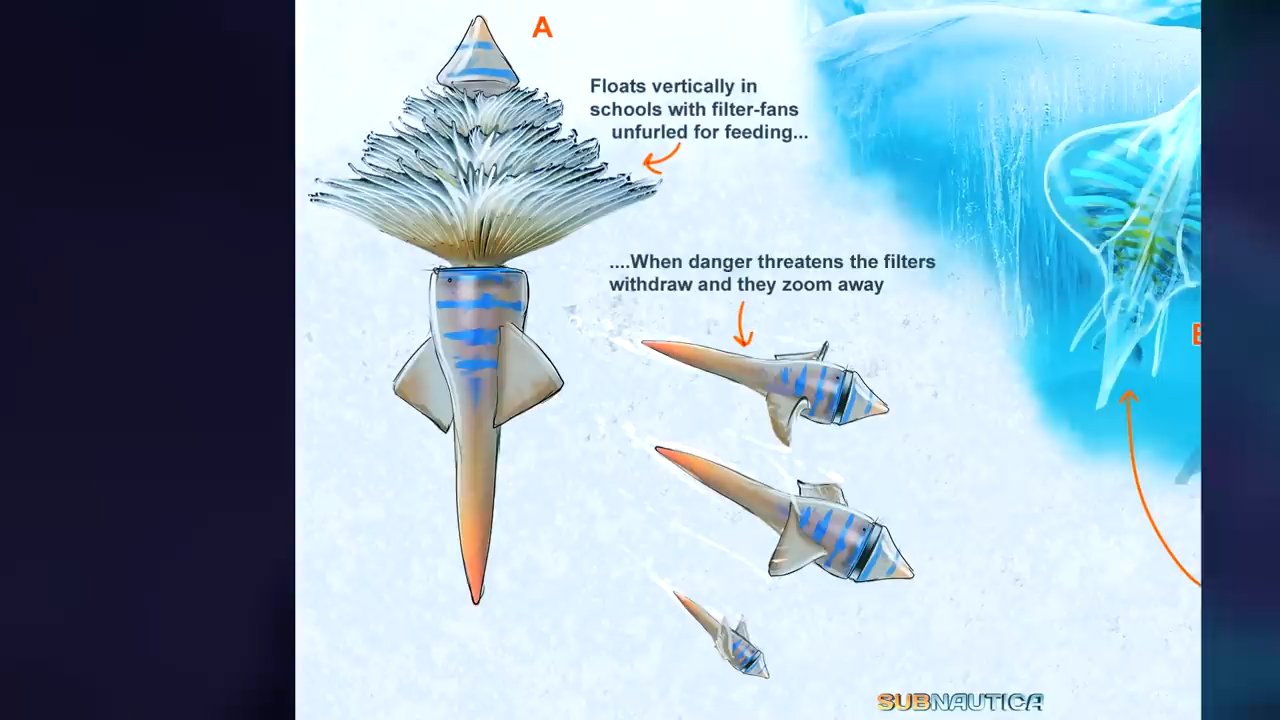 A
Floats vertically in
schools with filter-fans
unfurled for feeding...
....When danger threatens the filters
withdraw and they zoom away
SUBNAUTICA